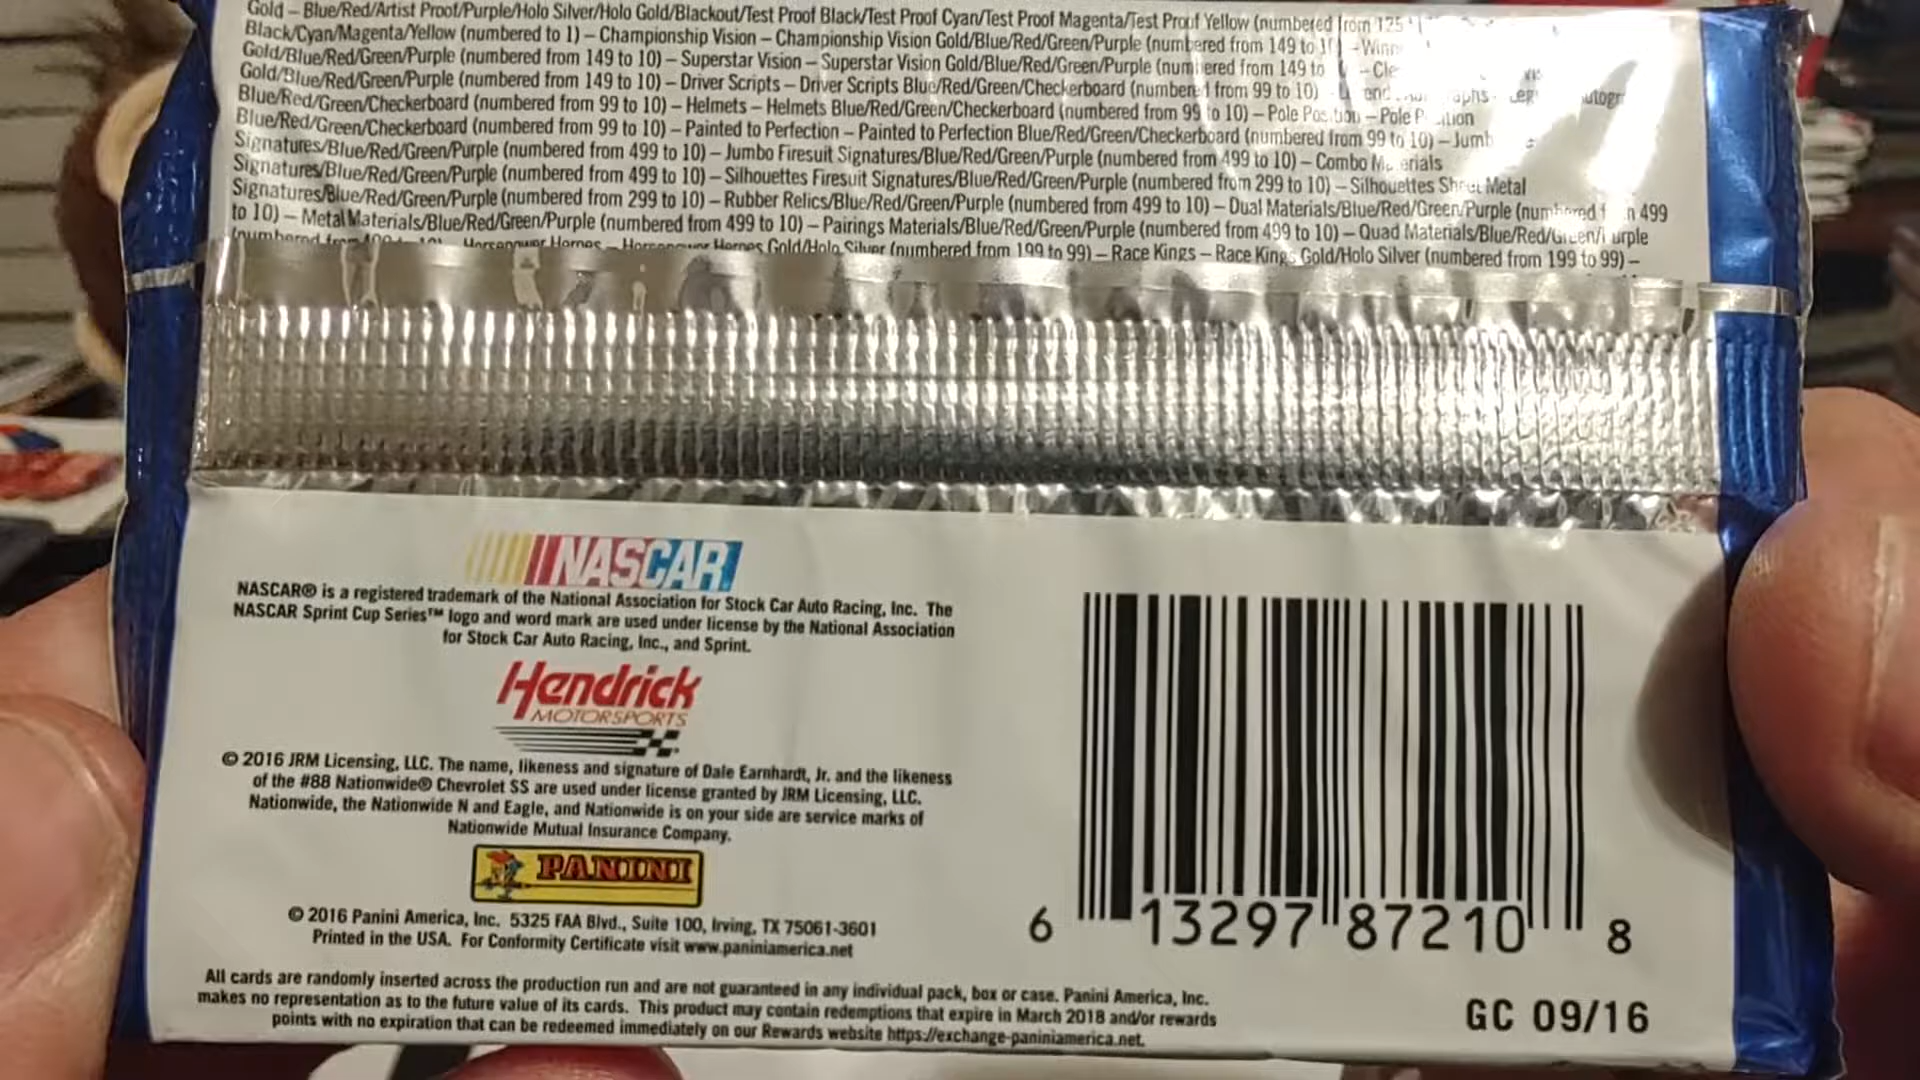 Gold – Blue/Red/Artist Proof/Purple/Holo Silver/Holo Gold/Blackout/Test Proof Black/Test Proof Cyan/Test Proof Magenta/Test Proof Yellow (numbered from 125
Black/Cyan/Magenta/Yellow (numbered to 1) – Championship Vision – Championship Vision Gold/Blue/Red/Green/Purple (numbered from 149 to
Gold/Blue/Red/Green/Purple (numbered from 149 to 10) – Superstar Vision – Superstar Vision Gold/Blue/Red/Green/Purple (numbered from 149 to
Gold/Blue/Red/Green/Purple (numbered from 149 to 10) – Driver Scripts – Driver Scripts Blue/Red/Green/Checkerboard (numbered from 99 to 10)
Blue/Red/Green/Checkerboard (numbered from 99 to 10) – Helmets – Helmets Blue/Red/Green/Checkerboard (numbered from 99 to 10) – Pole Position – Pole Position
Blue/Red/Green/Checkerboard (numbered from 99 to 10) – Painted to Perfection – Painted to Perfection Blue/Red/Green/Checkerboard (numbered from 99 to 10) –
Signatures/Blue/Red/Green/Purple (numbered from 499 to 10) – Jumbo Firesuit Signatures/Blue/Red/Green/Purple (numbered from 499 to 10) – Combo Materials
Signatures/Blue/Red/Green/Purple (numbered from 499 to 10) – Silhouettes Firesuit Signatures/Blue/Red/Green/Purple (numbered from 299 to 10) – Silhouettes Sheet Metal
Signatures/Blue/Red/Green/Purple (numbered from 299 to 10) – Rubber Relics/Blue/Red/Green/Purple (numbered from 499 to 10) – Dual Materials/Blue/Red/Green/Purple (numbered from 499
to 10) – Metal Materials/Blue/Red/Green/Purple (numbered from 499 to 10) – Pairings Materials/Blue/Red/Green/Purple (numbered from 499 to 10) – Quad Materials/Blue/Red/Green/Purple
Gold/Holo Silver (numbered from 199 to 99) – Race Kings – Race Kings Gold/Holo Silver (numbered from 199 to 99) –
NASCAR
NASCAR® is a registered trademark of the National Association for Stock Car Auto Racing, Inc. The
NASCAR Sprint Cup Series™ logo and word mark are used under license by the National Association
for Stock Car Auto Racing, Inc., and Sprint.
Hendrick
MOTORSPORTS
© 2016 JRM Licensing, LLC. The name, likeness and signature of Dale Earnhardt, Jr. and the likeness
of the #88 Nationwide® Chevrolet SS are used under license granted by JRM Licensing, LLC.
Nationwide, the Nationwide N and Eagle, and Nationwide is on your side are service marks of
Nationwide Mutual Insurance Company.
PANINI
© 2016 Panini America, Inc. 5325 FAA Blvd., Suite 100, Irving, TX 75061-3601
Printed in the USA. For Conformity Certificate visit www.paniniamerica.net
6 13297 87210 8
All cards are randomly inserted across the production run and are not guaranteed in any individual pack, box or case. Panini America, Inc.
makes no representation as to the future value of its cards. This product may contain redemptions that expire in March 2018 and/or rewards
points with no expiration that can be redeemed immediately on our Rewards website https://exchange-paniniamerica.net.
GC 09/16